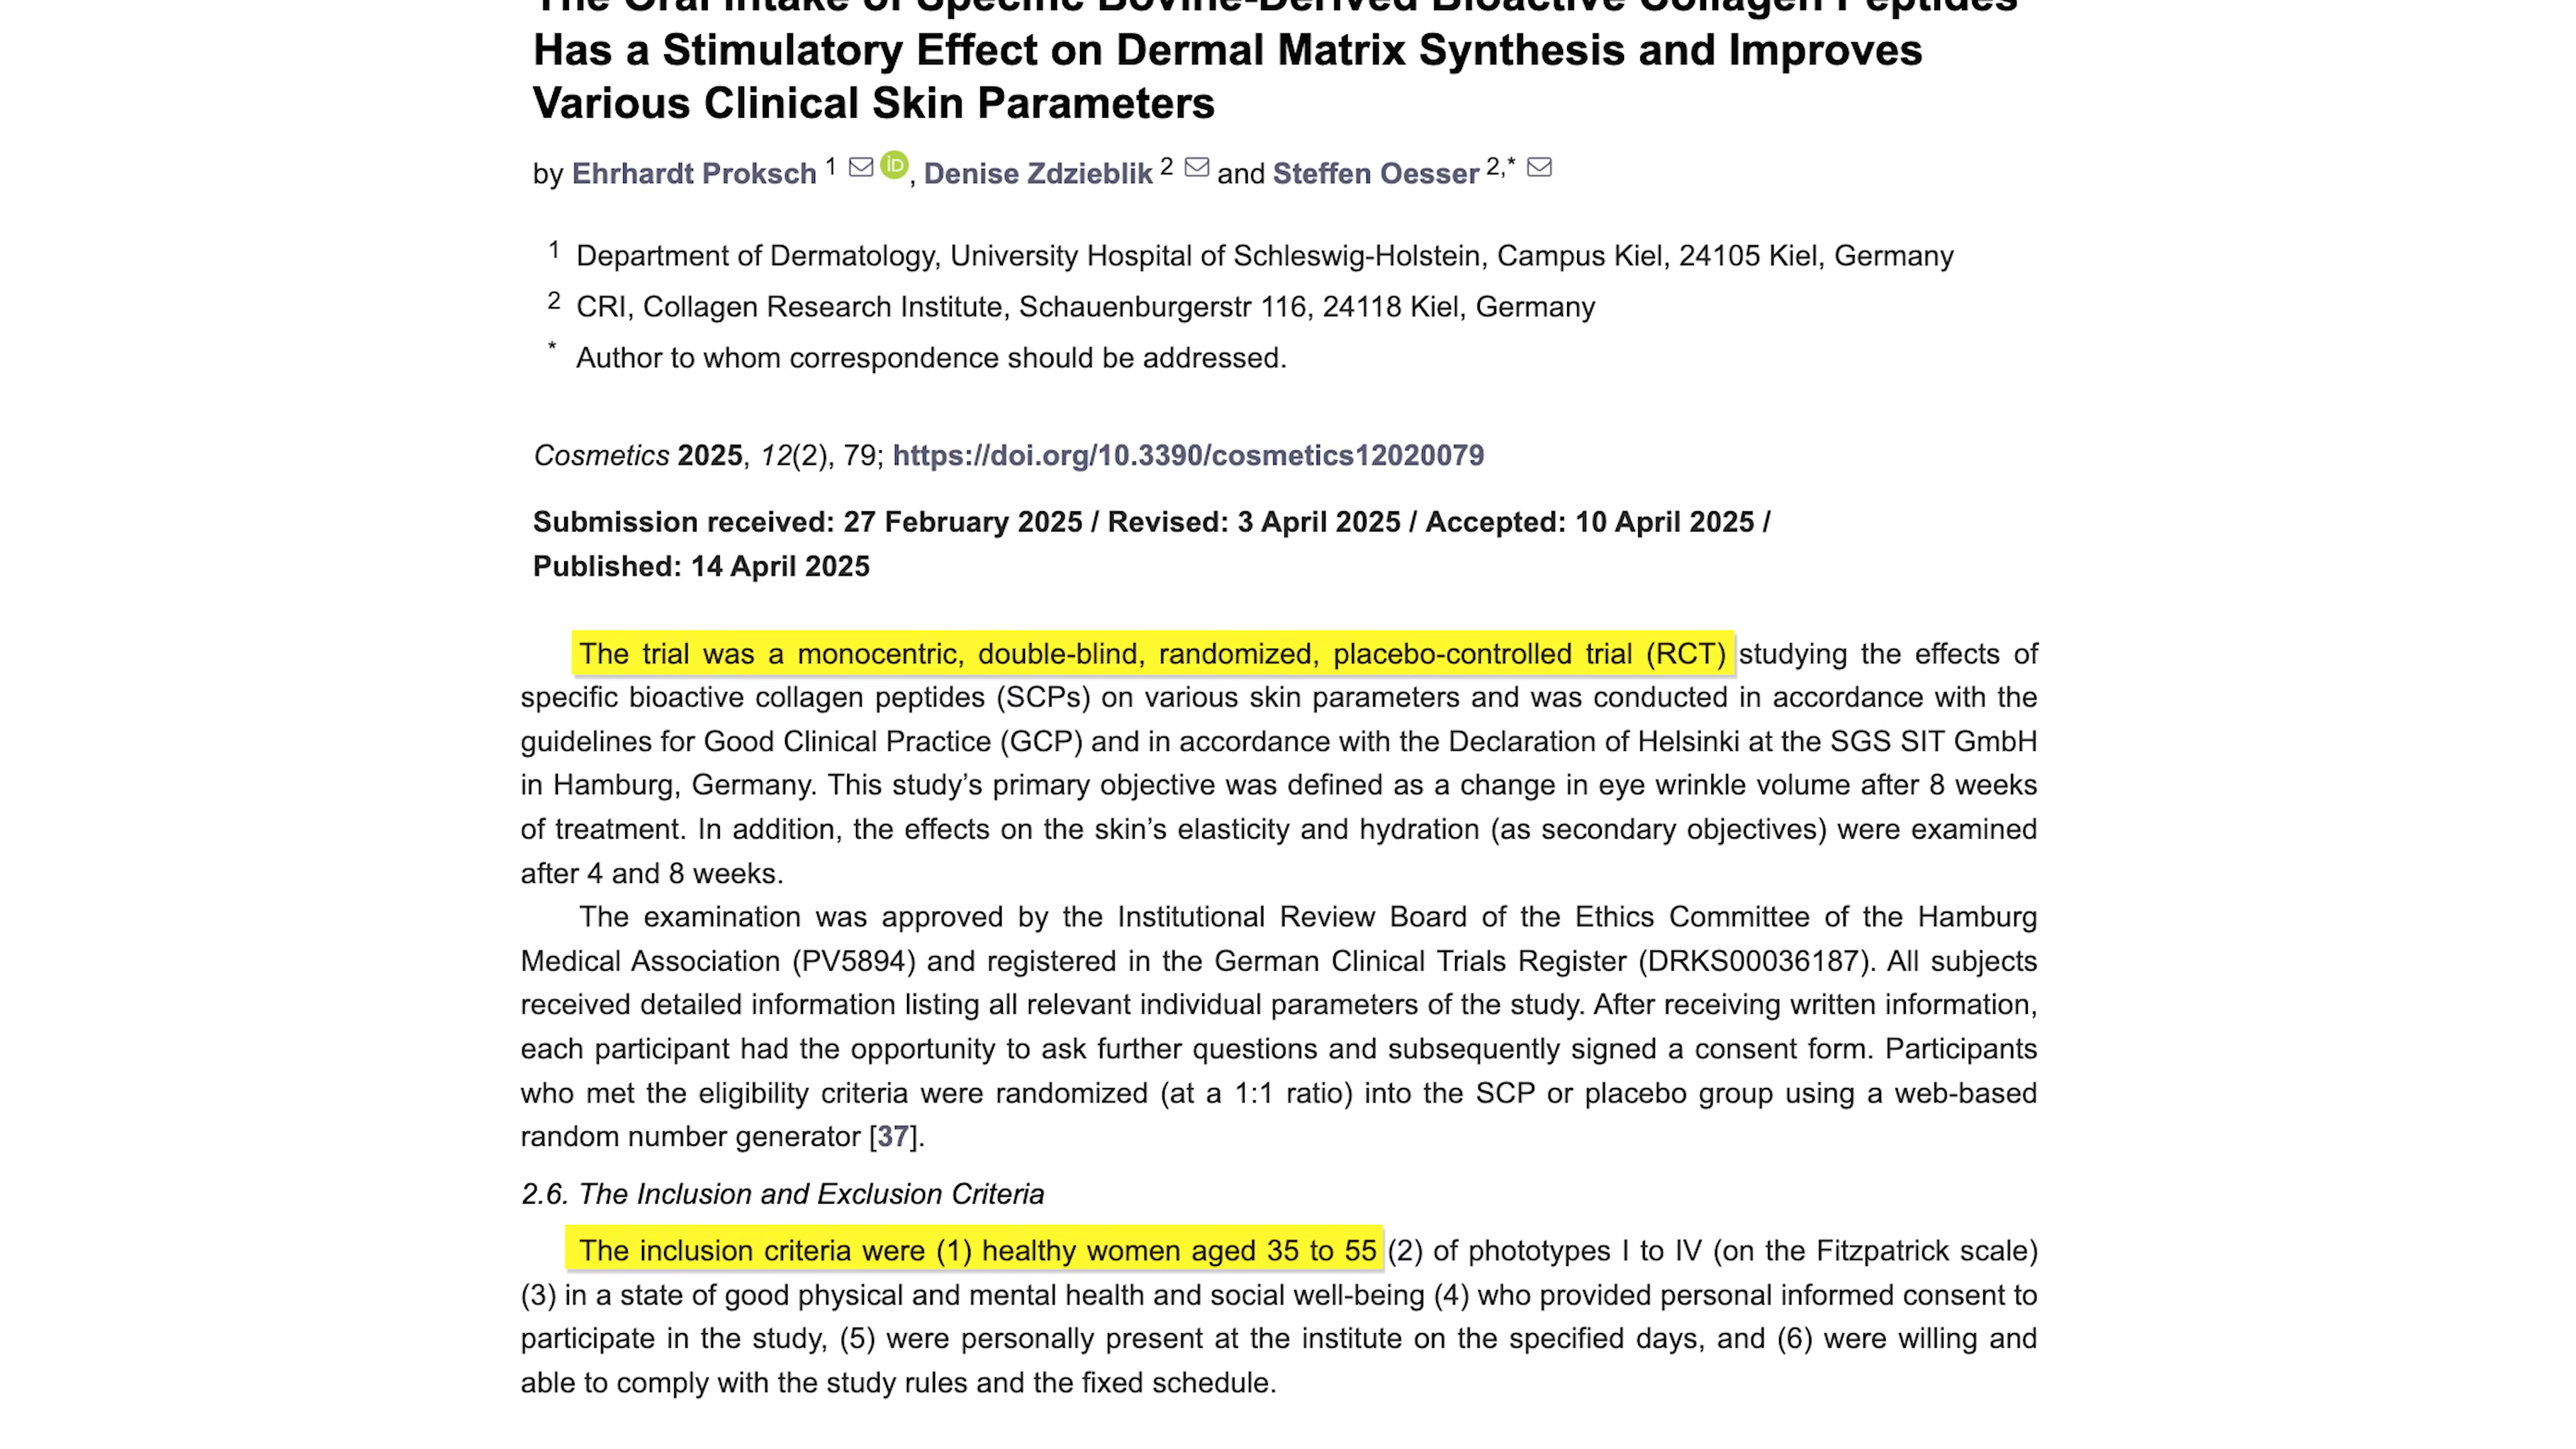 The Oral Intake of Specific Bovine-Derived Bioactive Collagen Peptides
Has a Stimulatory Effect on Dermal Matrix Synthesis and Improves
Various Clinical Skin Parameters
by Ehrhardt Proksch 1 iD, Denise Zdzieblik 2 and Steffen Oesser 2,*
1 Department of Dermatology, University Hospital of Schleswig-Holstein, Campus Kiel, 24105 Kiel, Germany
2 CRI, Collagen Research Institute, Schauenburgerstr 116, 24118 Kiel, Germany
* Author to whom correspondence should be addressed.
Cosmetics 2025, 12(2), 79; https://doi.org/10.3390/cosmetics12020079
Submission received: 27 February 2025 / Revised: 3 April 2025 / Accepted: 10 April 2025 /
Published: 14 April 2025
The trial was a monocentric, double-blind, randomized, placebo-controlled trial (RCT) studying the effects of
specific bioactive collagen peptides (SCPs) on various skin parameters and was conducted in accordance with the
guidelines for Good Clinical Practice (GCP) and in accordance with the Declaration of Helsinki at the SGS SIT GmbH
in Hamburg, Germany. This study’s primary objective was defined as a change in eye wrinkle volume after 8 weeks
of treatment. In addition, the effects on the skin’s elasticity and hydration (as secondary objectives) were examined
after 4 and 8 weeks.
The examination was approved by the Institutional Review Board of the Ethics Committee of the Hamburg
Medical Association (PV5894) and registered in the German Clinical Trials Register (DRKS00036187). All subjects
received detailed information listing all relevant individual parameters of the study. After receiving written information,
each participant had the opportunity to ask further questions and subsequently signed a consent form. Participants
who met the eligibility criteria were randomized (at a 1:1 ratio) into the SCP or placebo group using a web-based
random number generator [37].
2.6. The Inclusion and Exclusion Criteria
The inclusion criteria were (1) healthy women aged 35 to 55 (2) of phototypes I to IV (on the Fitzpatrick scale)
(3) in a state of good physical and mental health and social well-being (4) who provided personal informed consent to
participate in the study, (5) were personally present at the institute on the specified days, and (6) were willing and
able to comply with the study rules and the fixed schedule.